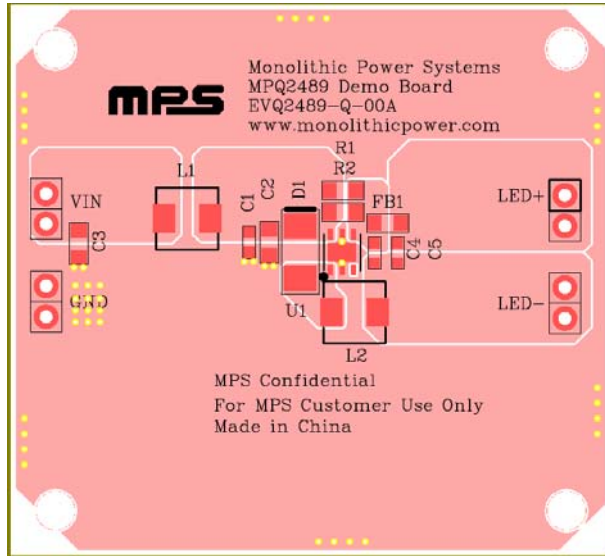 mps
Monolithic Power Systems
MPQ2489 Demo Board
EVQ2489-Q-00A
www.monolithicpower.com
R1
R2
L1
VIN
C3
C1
C2
D1
FB1
C4
C5
LED+
GND
U1
L2
LED-
MPS Confidential
For MPS Customer Use Only
Made in China